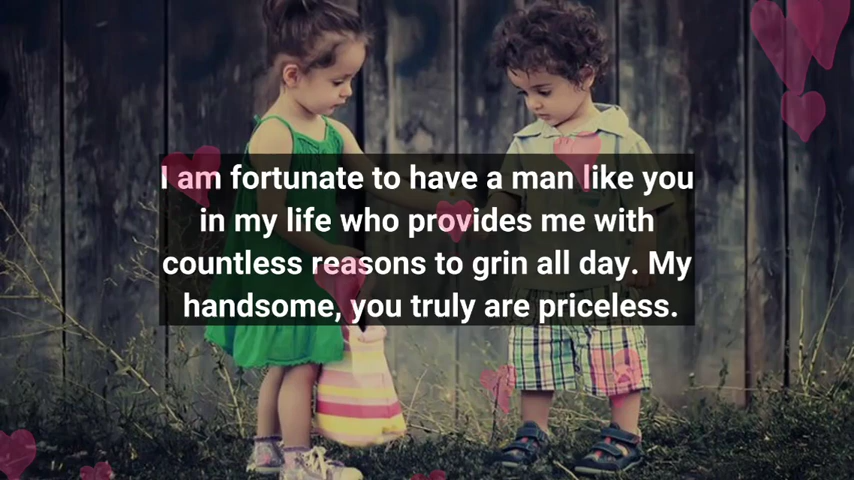 I am fortunate to have a man like you
in my life who provides me with
countless reasons to grin all day. My
handsome, you truly are priceless.